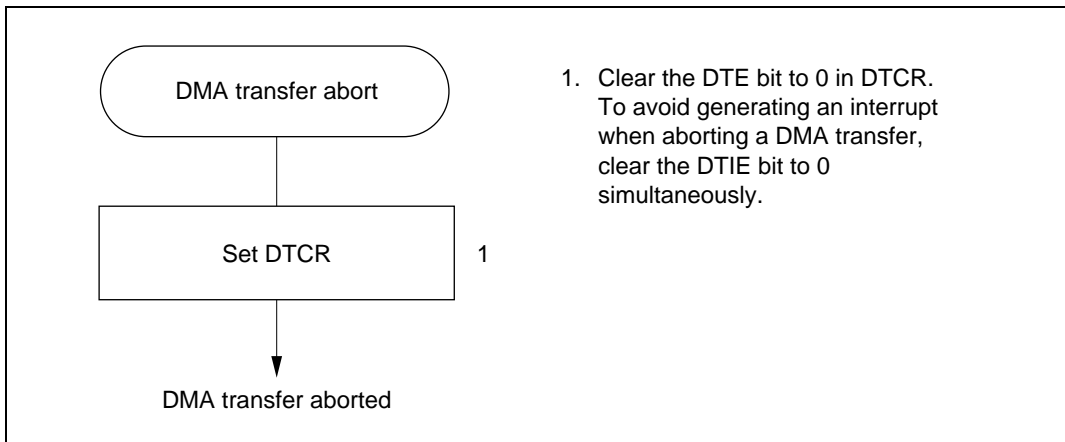 DMA transfer abort
Set DTCR
1
DMA transfer aborted
1. Clear the DTE bit to 0 in DTCR.
To avoid generating an interrupt
when aborting a DMA transfer,
clear the DTIE bit to 0
simultaneously.